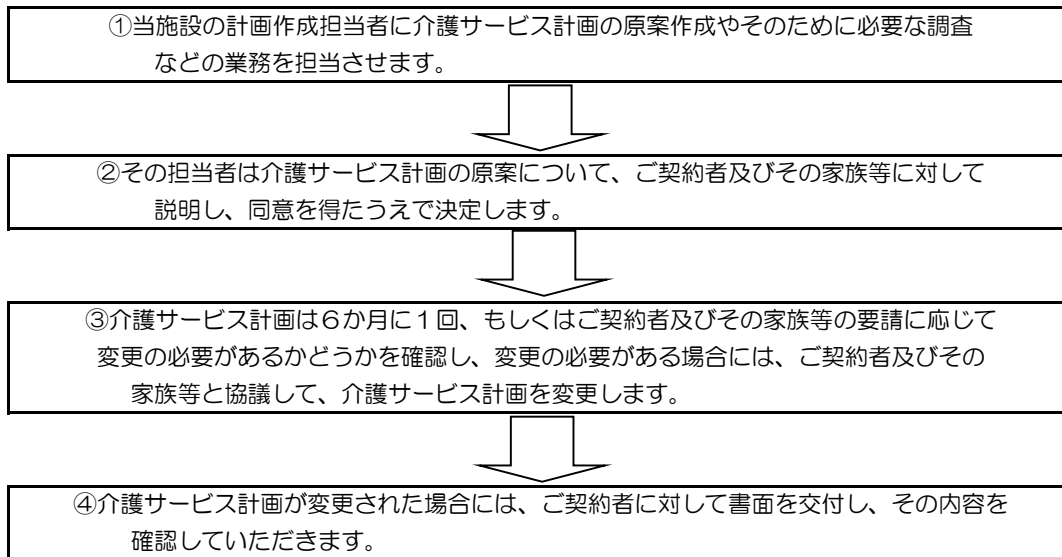 ①当施設の計画作成担当者に介護サービス計画の原案作成やそのために必要な調査
などの業務を担当させます。
②その担当者は介護サービス計画の原案について、ご契約者及びその家族等に対して
説明し、同意を得たうえで決定します。
③介護サービス計画は６か月に１回、もしくはご契約者及びその家族等の要請に応じて
変更の必要があるかどうかを確認し、変更の必要がある場合には、ご契約者及びその
家族等と協議して、介護サービス計画を変更します。
④介護サービス計画が変更された場合には、ご契約者に対して書面を交付し、その内容を
確認していただきます。